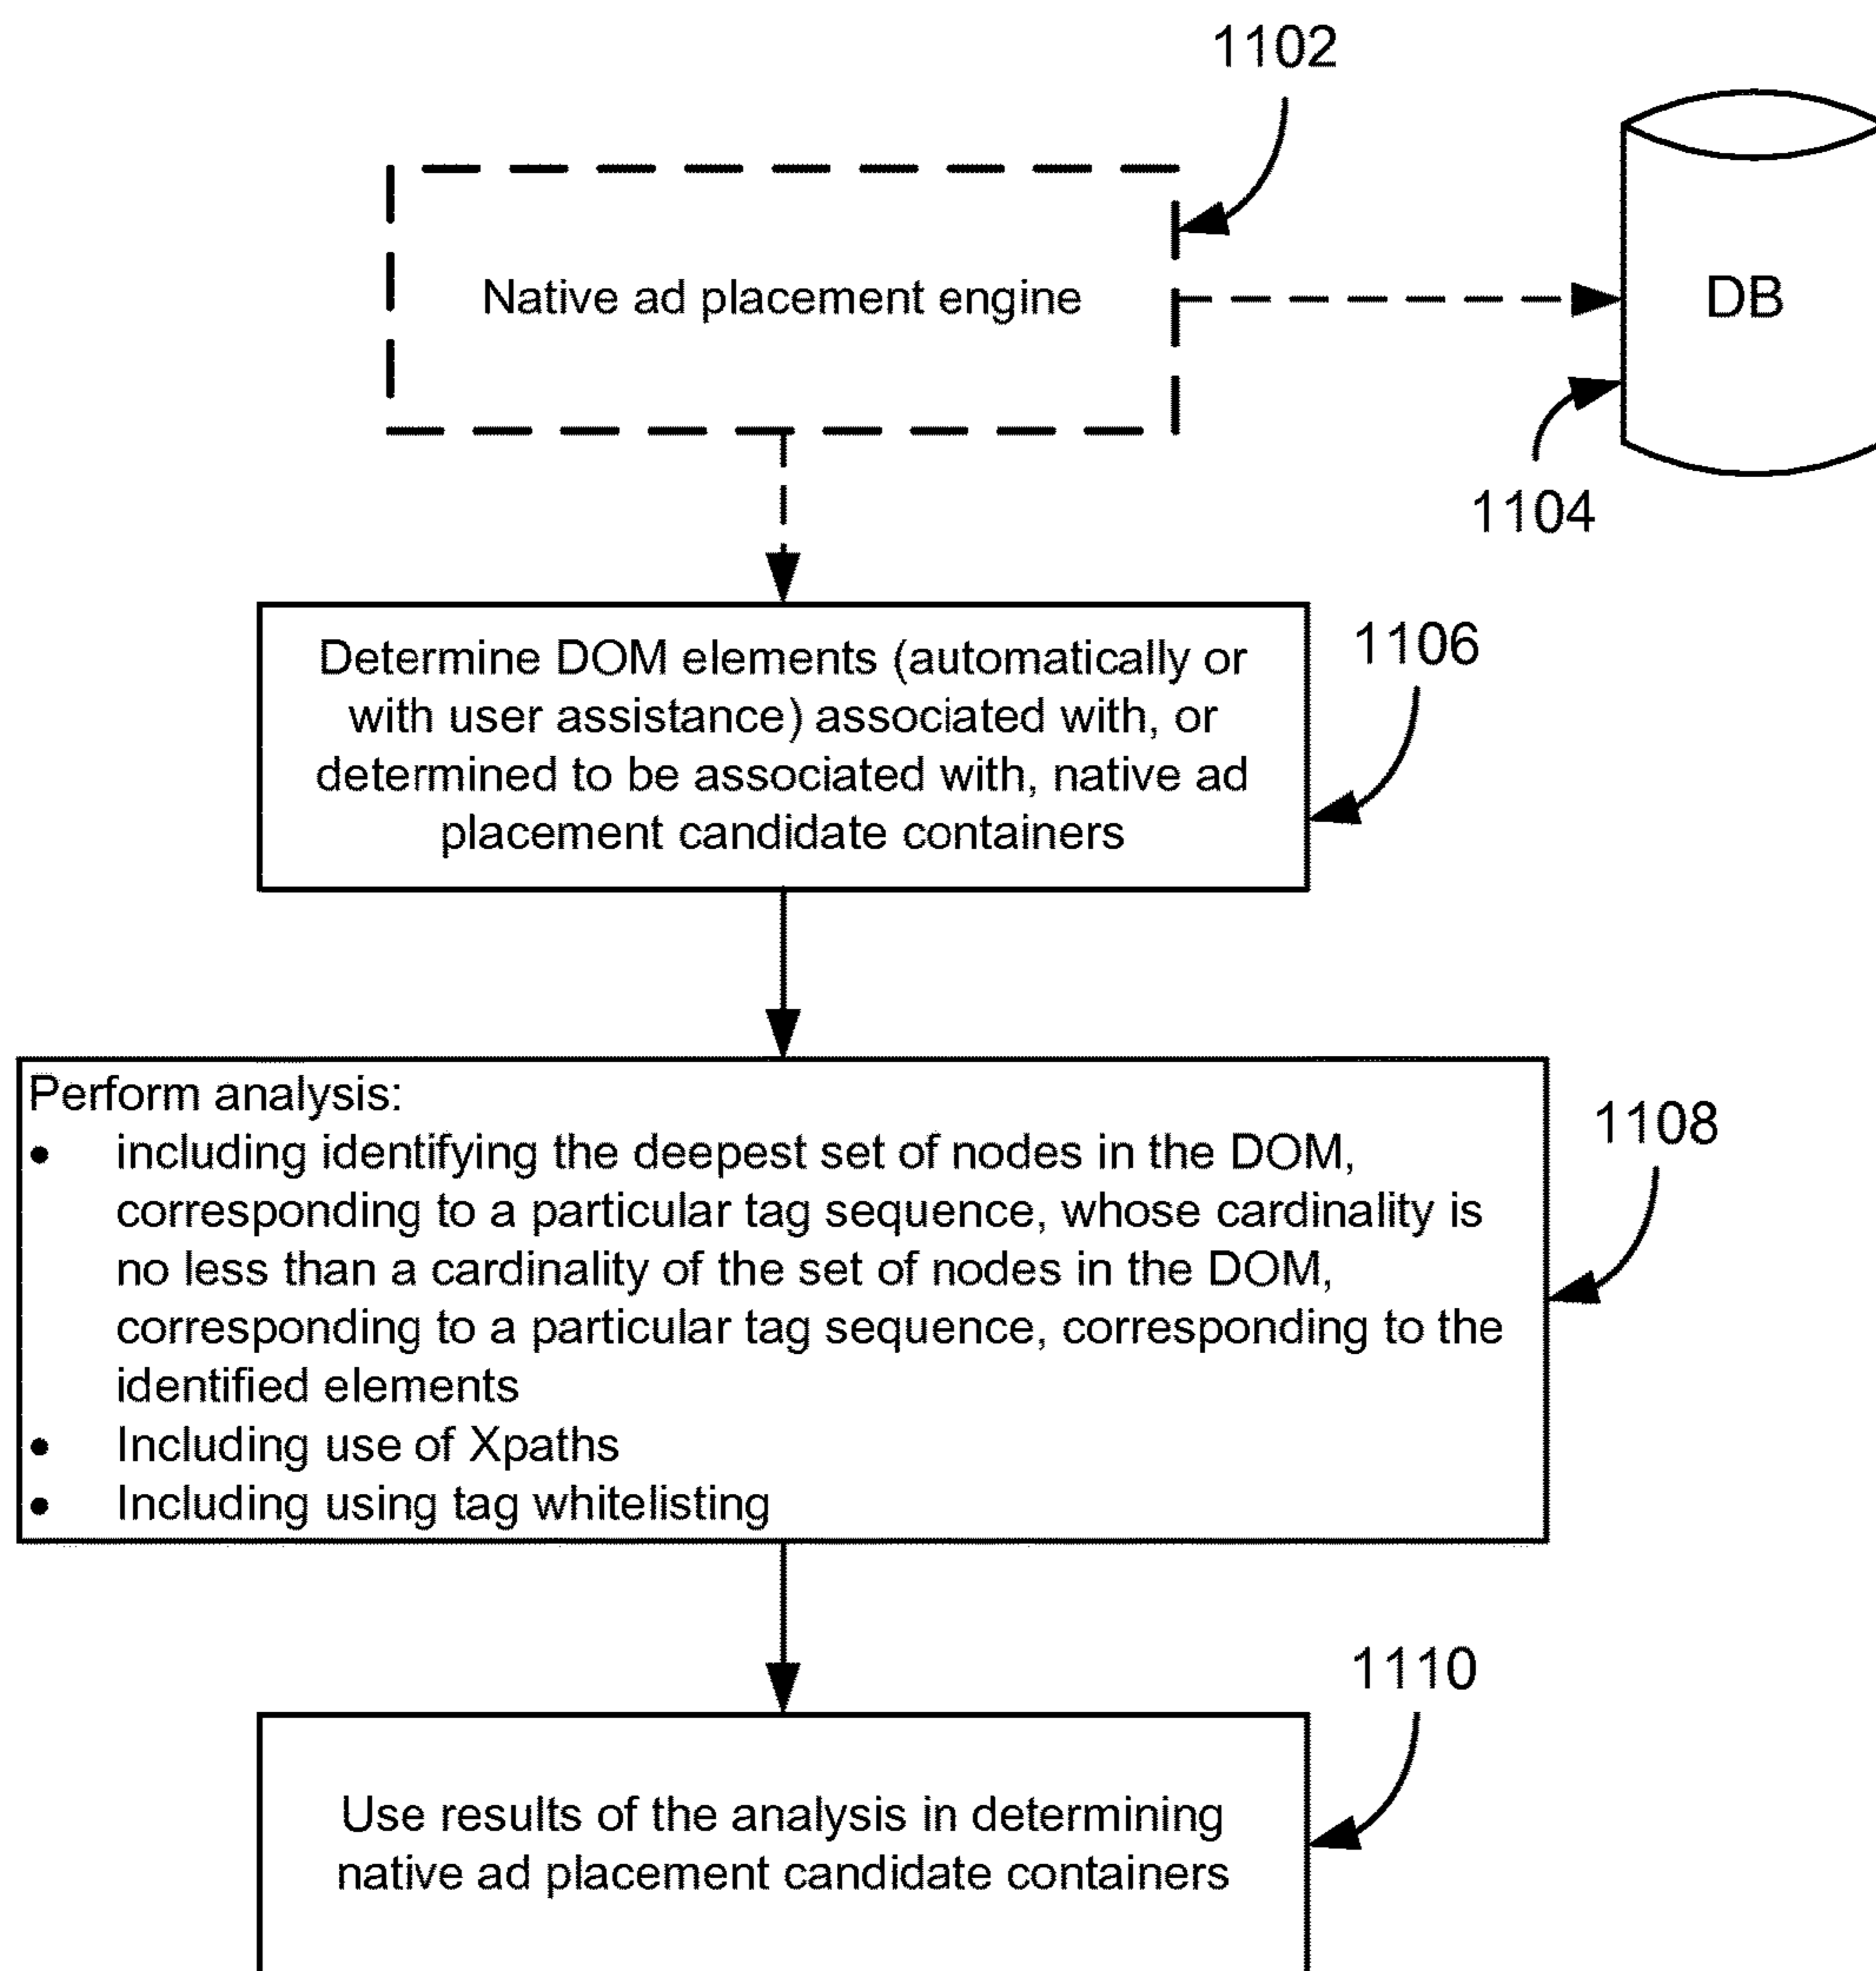 1102
Native ad placement engine
DB
1104
Determine DOM elements (automatically or
with user assistance) associated with, or
determined to be associated with, native ad
placement candidate containers
1106
Perform analysis:
• including identifying the deepest set of nodes in the DOM,
corresponding to a particular tag sequence, whose cardinality is
no less than a cardinality of the set of nodes in the DOM,
corresponding to a particular tag sequence, corresponding to the
identified elements
• Including use of Xpaths
• Including using tag whitelisting
1108
1110
Use results of the analysis in determining
native ad placement candidate containers